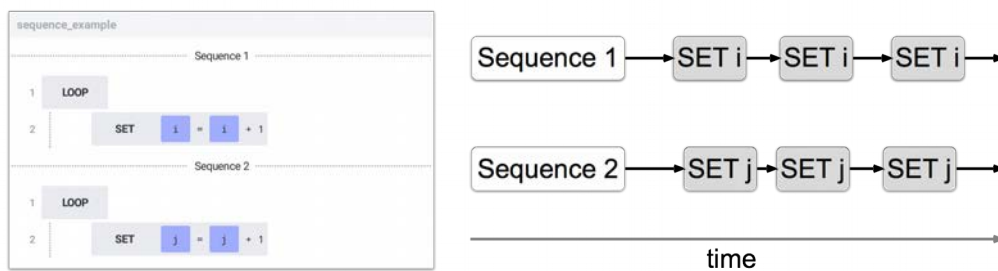 sequence_example
Sequence 1
1 LOOP
2 SET i = i + 1
Sequence 2
1 LOOP
2 SET j = j + 1
Sequence 1 SET i SET i SET i
Sequence 2 SET j SET j SET j
time